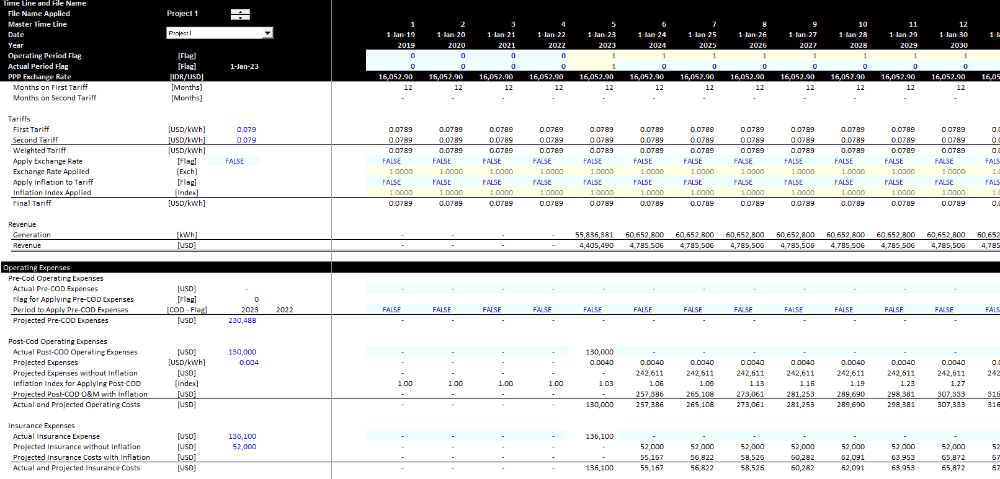 Time Line and File Name
File Name Applied Project 1
Master Time Line 1 2 3 4 5 6 7 8 9 10 11 12
Project 1
Date 1-Jan-19 1-Jan-20 1-Jan-21 1-Jan-22 1-Jan-23 1-Jan-24 1-Jan-25 1-Jan-26 1-Jan-27 1-Jan-28 1-Jan-29 1-Jan-30 1-J
Year 2019 2020 2021 2022 2023 2024 2025 2026 2027 2028 2029 2030
Operating Period Flag [Flag] 0 0 0 0 1 1 1 1 1 1 1 1
Actual Period Flag [Flag] 1-Jan-23 0 0 0 0 1 0 0 0 0 0 0 0
PPP Exchange Rate [IDR/USD] 16,052.90 16,052.90 16,052.90 16,052.90 16,052.90 16,052.90 16,052.90 16,052.90 16,052.90 16,052.90 16,052.90 16,052.90 16,05
Months on First Tariff [Months] 12 12 12 12 12 12 12 12 12 12 12 12
Months on Second Tariff [Months] - - - - - - - - - - - -
Tariffs
First Tariff [USD/kWh] 0.079 0.0789 0.0789 0.0789 0.0789 0.0789 0.0789 0.0789 0.0789 0.0789 0.0789 0.0789 0.0789 0.0
Second Tariff [USD/kWh] 0.079 0.0789 0.0789 0.0789 0.0789 0.0789 0.0789 0.0789 0.0789 0.0789 0.0789 0.0789 0.0789 0.0
Weighted Tariff [USD/kWh] 0.0789 0.0789 0.0789 0.0789 0.0789 0.0789 0.0789 0.0789 0.0789 0.0789 0.0789 0.0789 0.0
Apply Exchange Rate [Flag] FALSE FALSE FALSE FALSE FALSE FALSE FALSE FALSE FALSE FALSE FALSE FALSE FALSE FALS
Exchange Rate Applied [Exch] 1.0000 1.0000 1.0000 1.0000 1.0000 1.0000 1.0000 1.0000 1.0000 1.0000 1.0000 1.0000 1.0
Apply Inflation to Tariff [Flag] FALSE FALSE FALSE FALSE FALSE FALSE FALSE FALSE FALSE FALSE FALSE FALSE FALS
Inflation Index Applied [Index] 1.0000 1.0000 1.0000 1.0000 1.0000 1.0000 1.0000 1.0000 1.0000 1.0000 1.0000 1.0000 1.0
Final Tariff [USD/kWh] 0.0789 0.0789 0.0789 0.0789 0.0789 0.0789 0.0789 0.0789 0.0789 0.0789 0.0789 0.0789 0.0
Revenue
Generation [kWh] - - - - 55,836,381 60,652,800 60,652,800 60,652,800 60,652,800 60,652,800 60,652,800 60,652,800 60,652
Revenue [USD] - - - - 4,405,490 4,785,506 4,785,506 4,785,506 4,785,506 4,785,506 4,785,506 4,785,506 4,785
Operating Expenses
Pre-Cod Operating Expenses
Actual Pre-COD Expenses [USD] - - - - - - - - - - - - -
Flag for Applying Pre-COD Expenses [Flag] 0
Period to Apply Pre-COD Expenses [COD - Flag] 2023 2022 FALSE FALSE FALSE FALSE FALSE FALSE FALSE FALSE FALSE FALSE FALSE FALSE FALS
Projected Pre-COD Expenses [USD] 230,488 - - - - - - - - - - - -
Post-Cod Operating Expenses
Actual Post-COD Operating Expenses [USD] 130,000 - - - - 130,000 - - - - - - -
Projected Expenses [USD/kWh] 0.004 - - - - 0.0040 0.0040 0.0040 0.0040 0.0040 0.0040 0.0040 0.0040 0.0
Projected Expenses without Inflation [USD] - - - - - 242,611 242,611 242,611 242,611 242,611 242,611 242,611 242
Inflation Index for Applying Post-COD [Index] 1.00 1.00 1.00 1.00 1.03 1.06 1.09 1.13 1.16 1.19 1.23 1.27
Projected Post-COD O&M with Inflation [USD] - - - - - 257,386 265,108 273,061 281,253 289,690 298,381 307,333 316
Actual and Projected Operating Costs [USD] - - - - 130,000 257,386 265,108 273,061 281,253 289,690 298,381 307,333 316
Insurance Expenses
Actual Insurance Expense [USD] 136,100 - - - - 136,100 - - - - - - -
Projected Insurance without Inflation [USD] 52,000 - - - - - 52,000 52,000 52,000 52,000 52,000 52,000 52,000 52
Projected Insurance Costs with Inflation [USD] - - - - - 55,167 56,822 58,526 60,282 62,091 63,953 65,872 67
Actual and Projected Insurance Costs [USD] - - - - 136,100 55,167 56,822 58,526 60,282 62,091 63,953 65,872 67